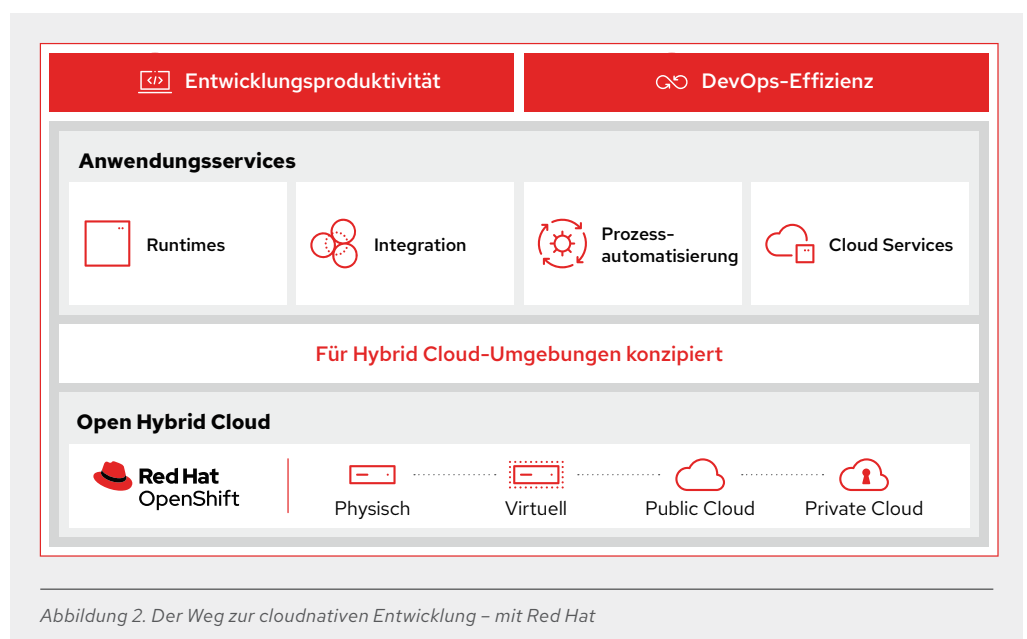 Entwicklungsproduktivität
DevOps-Effizienz
Anwendungsservices
Runtimes
Integration
Prozess-
automatisierung
Cloud Services
Für Hybrid Cloud-Umgebungen konzipiert
Open Hybrid Cloud
Red Hat
OpenShift
Physisch
Virtuell
Public Cloud
Private Cloud
Abbildung 2. Der Weg zur cloudnativen Entwicklung – mit Red Hat